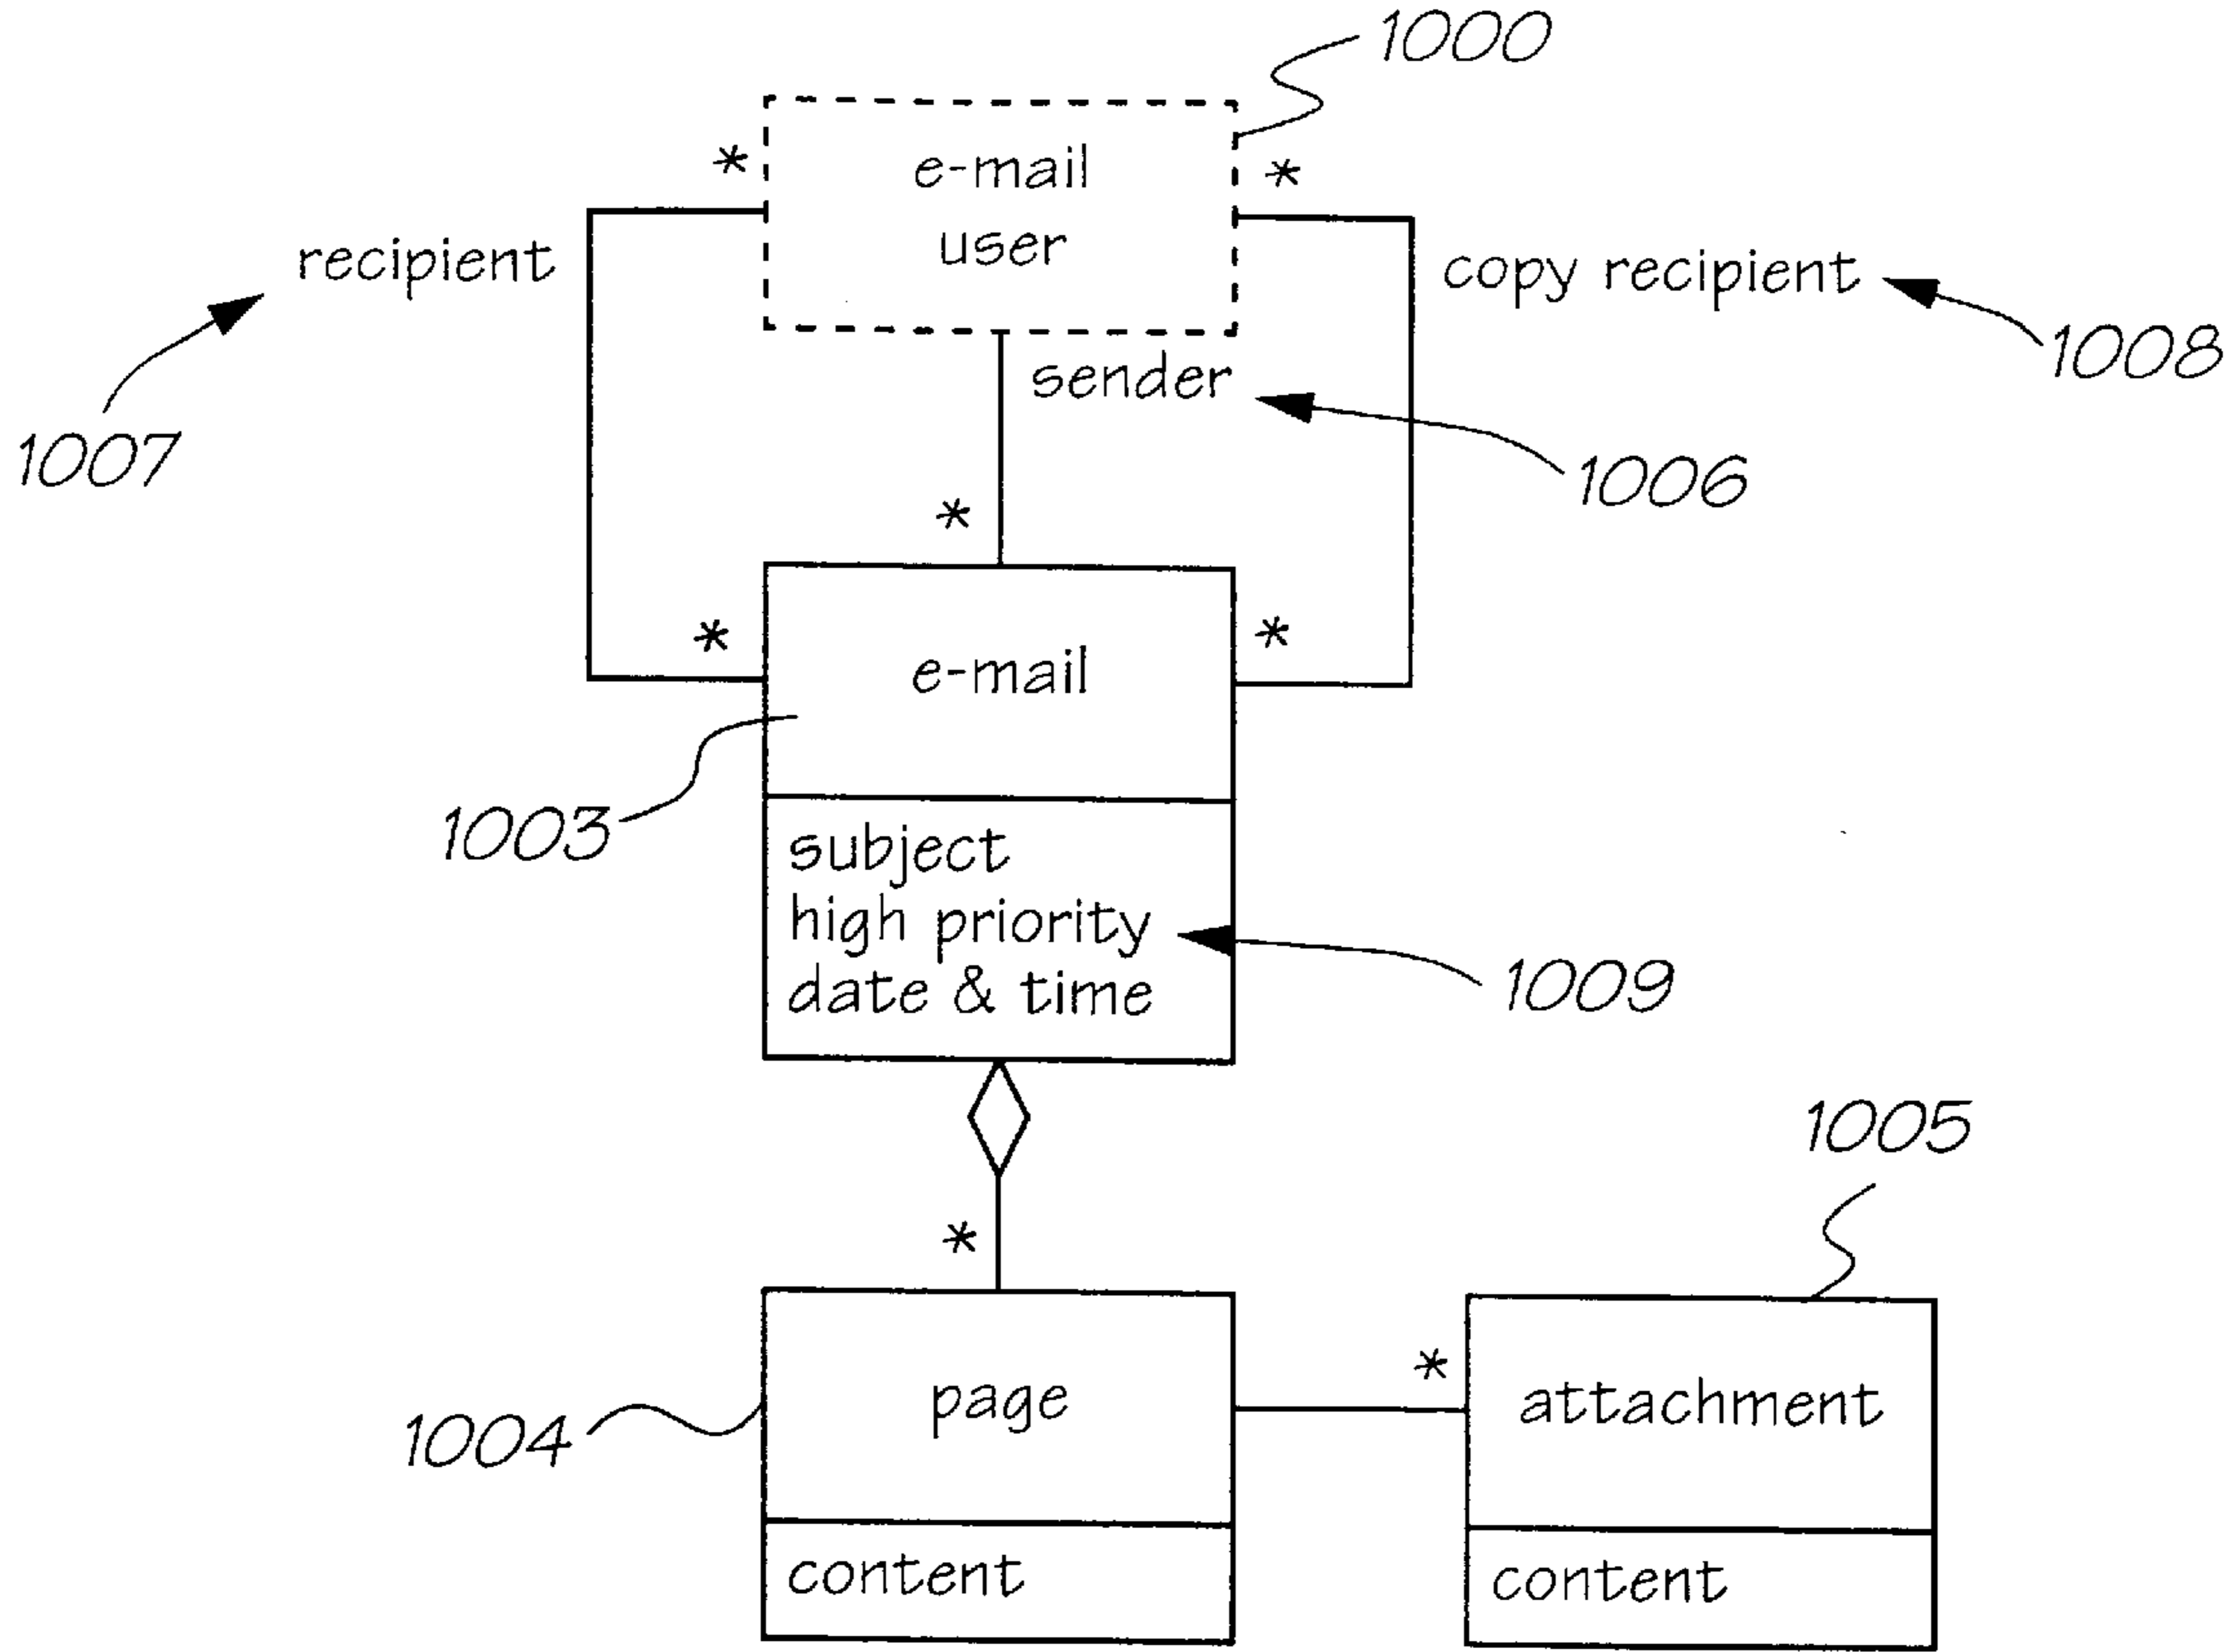 1000
*
e-mail
user
*
recipient
copy recipient
1008
sender
1007
1006
*
*
e-mail
*
1003
subject
high priority
date & time
1009
1005
*
page
*
attachment
1004
content
content